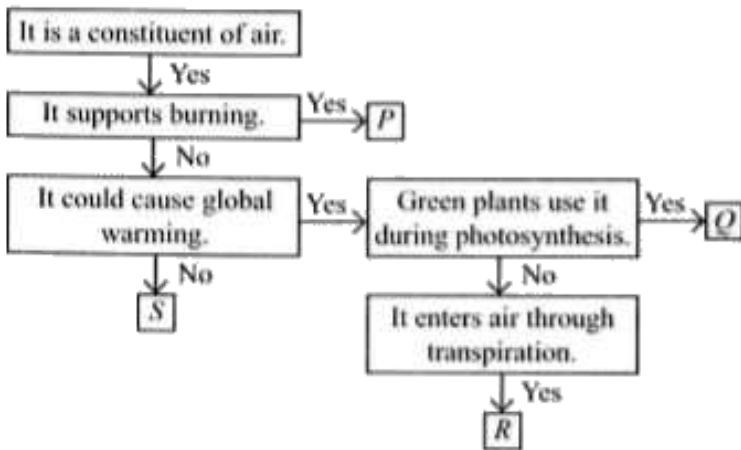 It is a constituent of air.
Yes
It supports burning.
Yes
P
No
It could cause global
warming.
Yes
Green plants use it
during photosynthesis.
Yes
Q
No
S
No
It enters air through
transpiration.
Yes
R